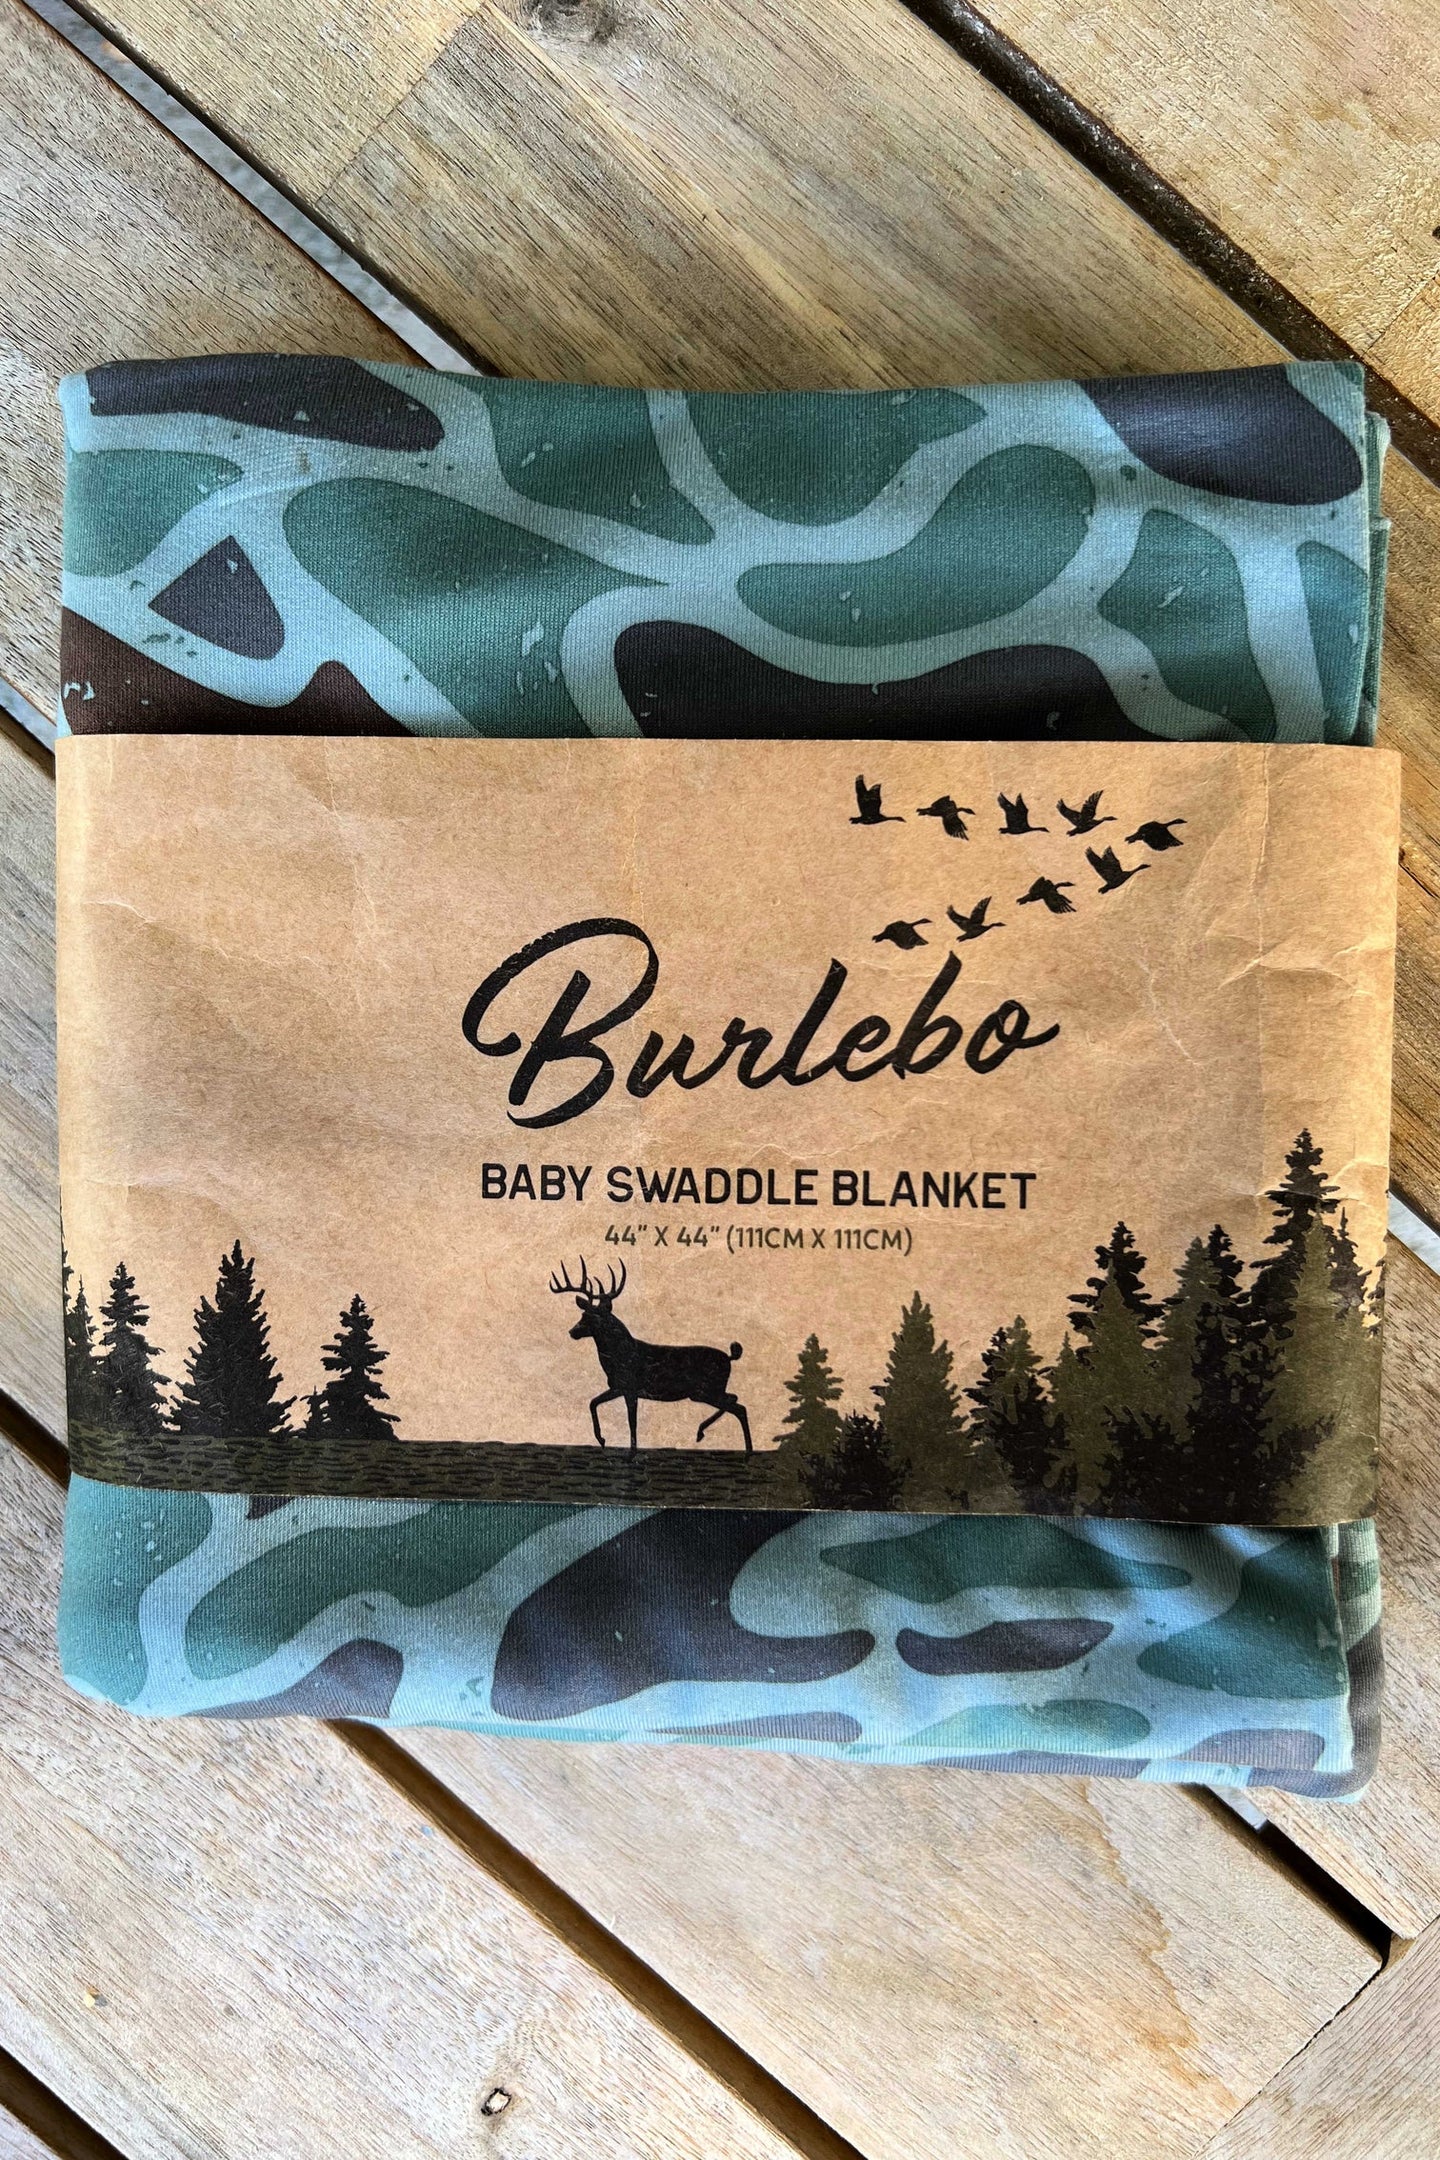 Burlebo
BABY SWADDLE BLANKET
44" X 44" (111CM X 111CM)